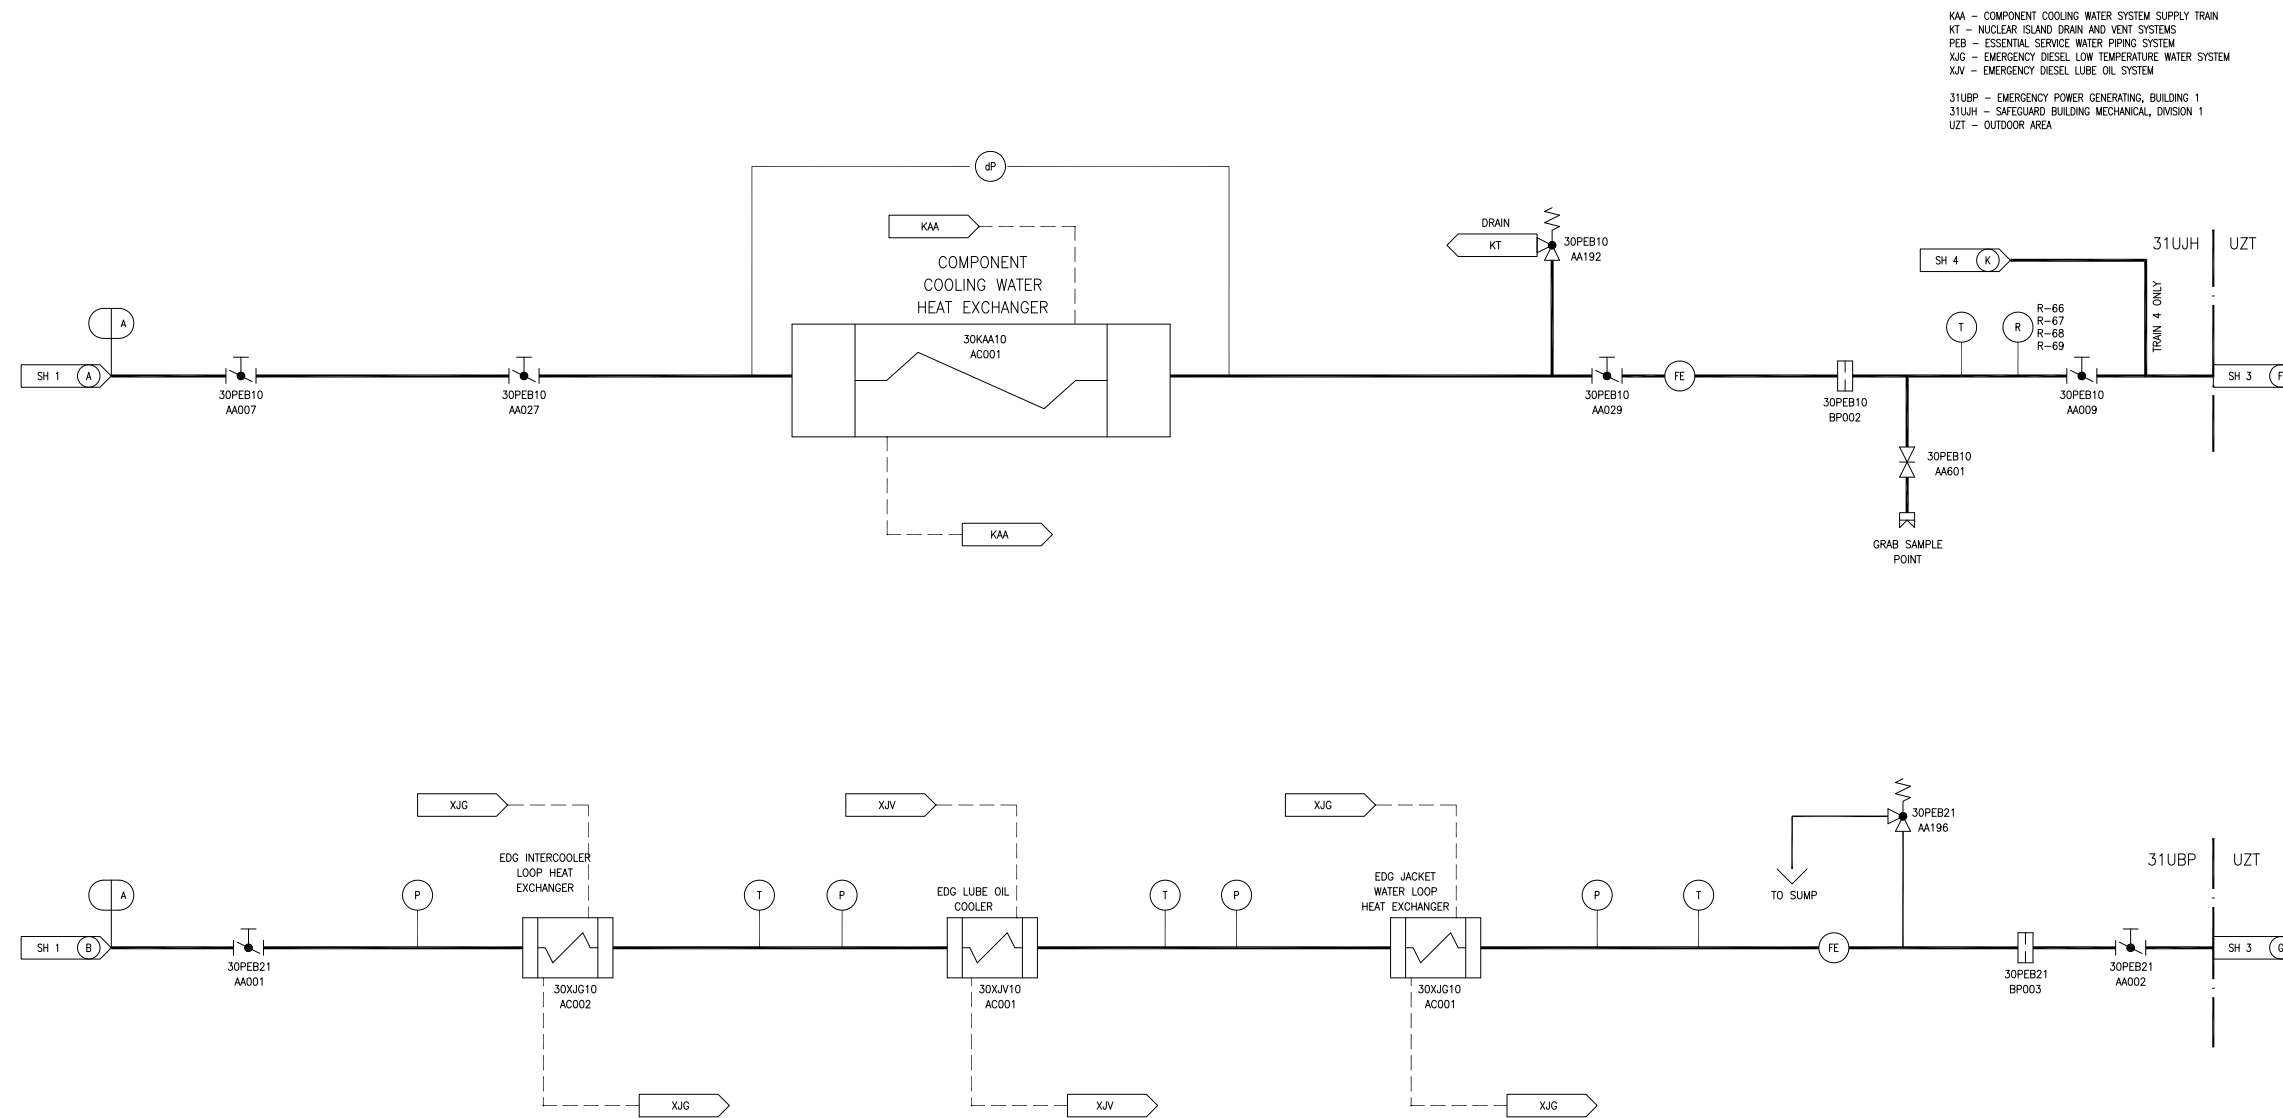 KAA – COMPONENT COOLING WATER SYSTEM SUPPLY TRAIN
KT – NUCLEAR ISLAND DRAIN AND VENT SYSTEMS
PEB – ESSENTIAL SERVICE WATER PIPING SYSTEM
XJG – EMERGENCY DIESEL LOW TEMPERATURE WATER SYSTEM
XJV – EMERGENCY DIESEL LUBE OIL SYSTEM
31UBP – EMERGENCY POWER GENERATING, BUILDING 1
31UJH – SAFEGUARD BUILDING MECHANICAL, DIVISION 1
UZT – OUTDOOR AREA
dP
KAA
COMPONENT
COOLING WATER
HEAT EXCHANGER
30KAA10
AC001
KAA
A
SH 1 A
30PEB10
AA007
30PEB10
AA027
DRAIN
KT
30PEB10
AA192
30PEB10
AA029
FE
30PEB10
BP002
30PEB10
AA601
GRAB SAMPLE
POINT
SH 4 K
T
R
R-66
R-67
R-68
R-69
30PEB10
AA009
TRAIN 4 ONLY
31UJH
UZT
SH 3 F
XJG
XJV
XJG
A
SH 1 B
30PEB21
AA001
P
EDG INTERCOOLER
LOOP HEAT
EXCHANGER
30XJG10
AC002
XJG
T
P
EDG LUBE OIL
COOLER
30XJV10
AC001
XJV
T
P
EDG JACKET
WATER LOOP
HEAT EXCHANGER
30XJG10
AC001
XJG
P
T
TO SUMP
FE
30PEB21
AA196
30PEB21
BP003
30PEB21
AA002
31UBP
UZT
SH 3 G